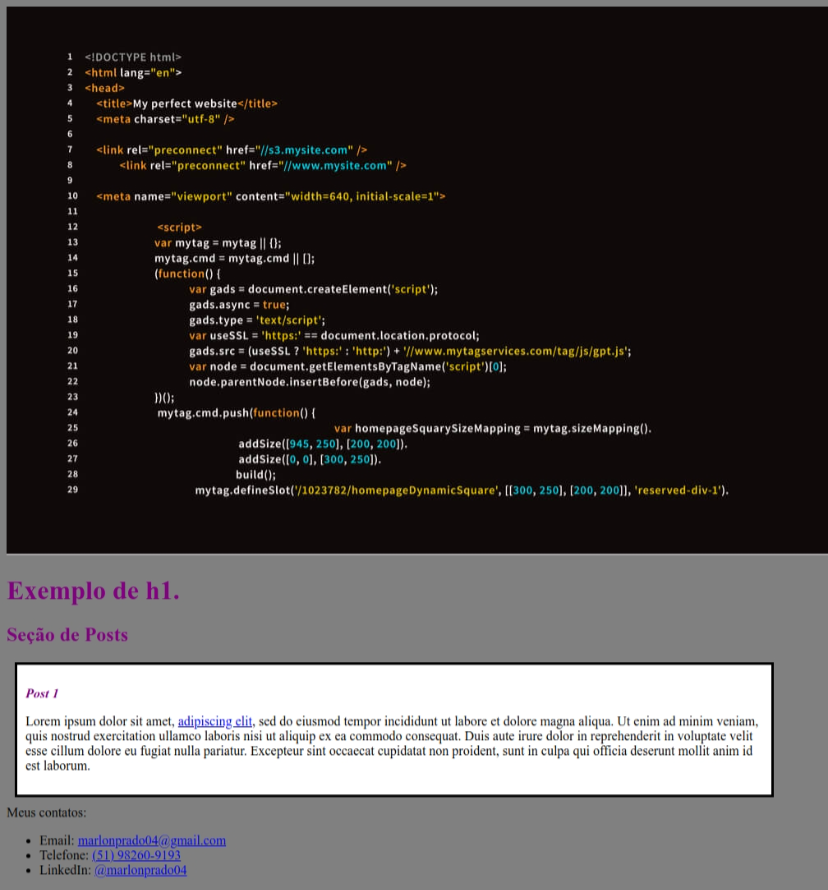 1 <!DOCTYPE html>
2 <html lang="en">
3 <head>
4 <title>My perfect website</title>
5 <meta charset="utf-8" />
6
7 <link rel="preconnect" href="//s3.mysite.com" />
8 <link rel="preconnect" href="//www.mysite.com" />
9
10 <meta name="viewport" content="width=640, initial-scale=1">
11
12 <script>
13 var mytag = mytag || {};
14 mytag.cmd = mytag.cmd || [];
15 (function() {
16 var gads = document.createElement('script');
17 gads.async = true;
18 gads.type = 'text/script';
19 var useSSL = 'https:' == document.location.protocol;
20 gads.src = (useSSL ? 'https:' : 'http:') + '//www.mytagservices.com/tag/js/gpt.js';
21 var node = document.getElementsByTagName('script')[0];
22 node.parentNode.insertBefore(gads, node);
23 })();
24 mytag.cmd.push(function() {
25 var homepageSquarySizeMapping = mytag.sizeMapping().
26 addSize([945, 250], [200, 200]).
27 addSize([0, 0], [300, 250]).
28 build();
29 mytag.defineSlot('/1023782/homepageDynamicSquare', [[300, 250], [200, 200]], 'reserved-div-1').
Exemplo de h1.
Seção de Posts
Post 1
Lorem ipsum dolor sit amet, adipiscing elit, sed do eiusmod tempor incididunt ut labore et dolore magna aliqua. Ut enim ad minim veniam,
quis nostrud exercitation ullamco laboris nisi ut aliquip ex ea commodo consequat. Duis aute irure dolor in reprehenderit in voluptate velit
esse cillum dolore eu fugiat nulla pariatur. Excepteur sint occaecat cupidatat non proident, sunt in culpa qui officia deserunt mollit anim id
est laborum.
Meus contatos:
• Email: marlonprado04@gmail.com
• Telefone: (51) 98260-9193
• LinkedIn: @marlonprado04